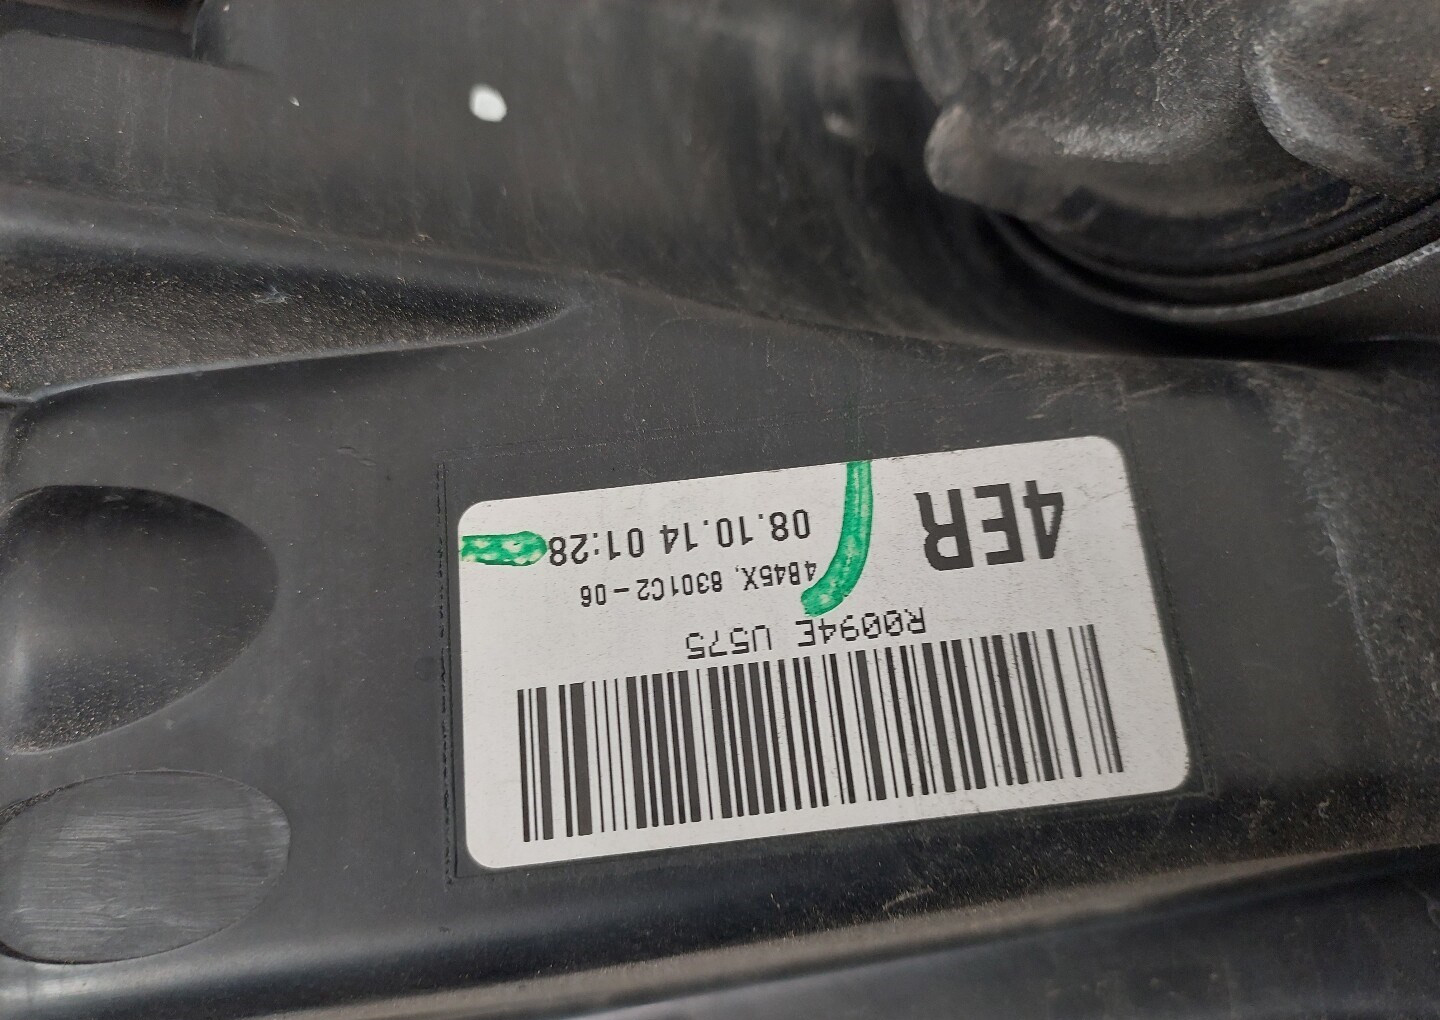 R0094E U575
4ER
4B45X, 8301C2-06
08.10.14 01:28